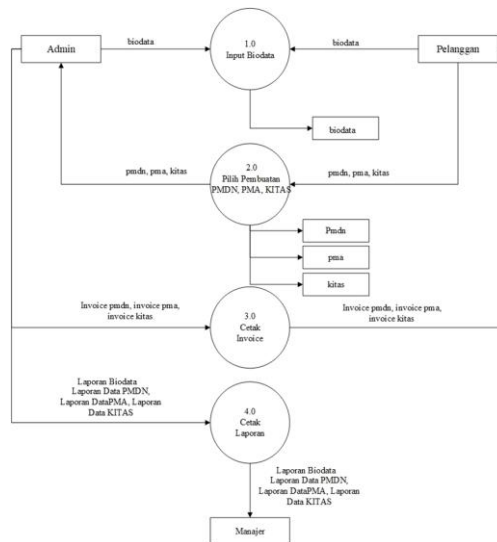 1.0
Input Biodata
Admin
biodata
biodata
Pelanggan
biodata
2.0
Pilih Pembuatan
PMDN, PMA, KITAS
pmdn, pma, kitas
pmdn, pma, kitas
Pmdn
pma
kitas
Invoice pmdn, invoice pma,
invoice kitas
3.0
Cetak
Invoice
Invoice pmdn, invoice pma,
invoice kitas
Laporan Biodata
Laporan Data PMDN,
Laporan DataPMA, Laporan
Data KITAS
4.0
Cetak
Laporan
Laporan Biodata
Laporan Data PMDN,
Laporan DataPMA, Laporan
Data KITAS
Manajer